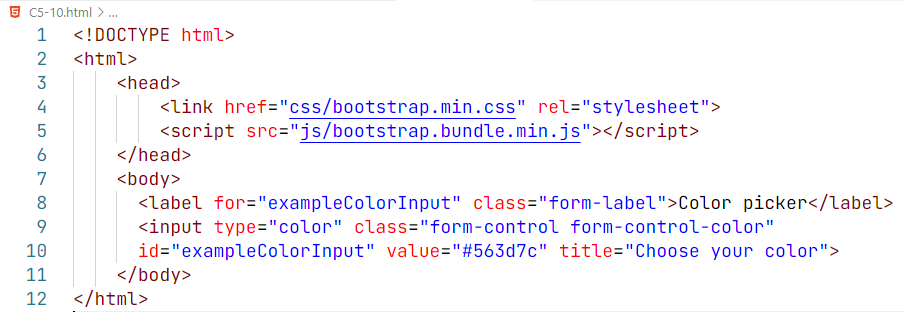 C5-10.html > ...
1 <!DOCTYPE html>
2 <html>
3 <head>
4 <link href="css/bootstrap.min.css" rel="stylesheet">
5 <script src="js/bootstrap.bundle.min.js"></script>
6 </head>
7 <body>
8 <label for="exampleColorInput" class="form-label">Color picker</label>
9 <input type="color" class="form-control form-control-color"
10 id="exampleColorInput" value="#563d7c" title="Choose your color">
11 </body>
12 </html>